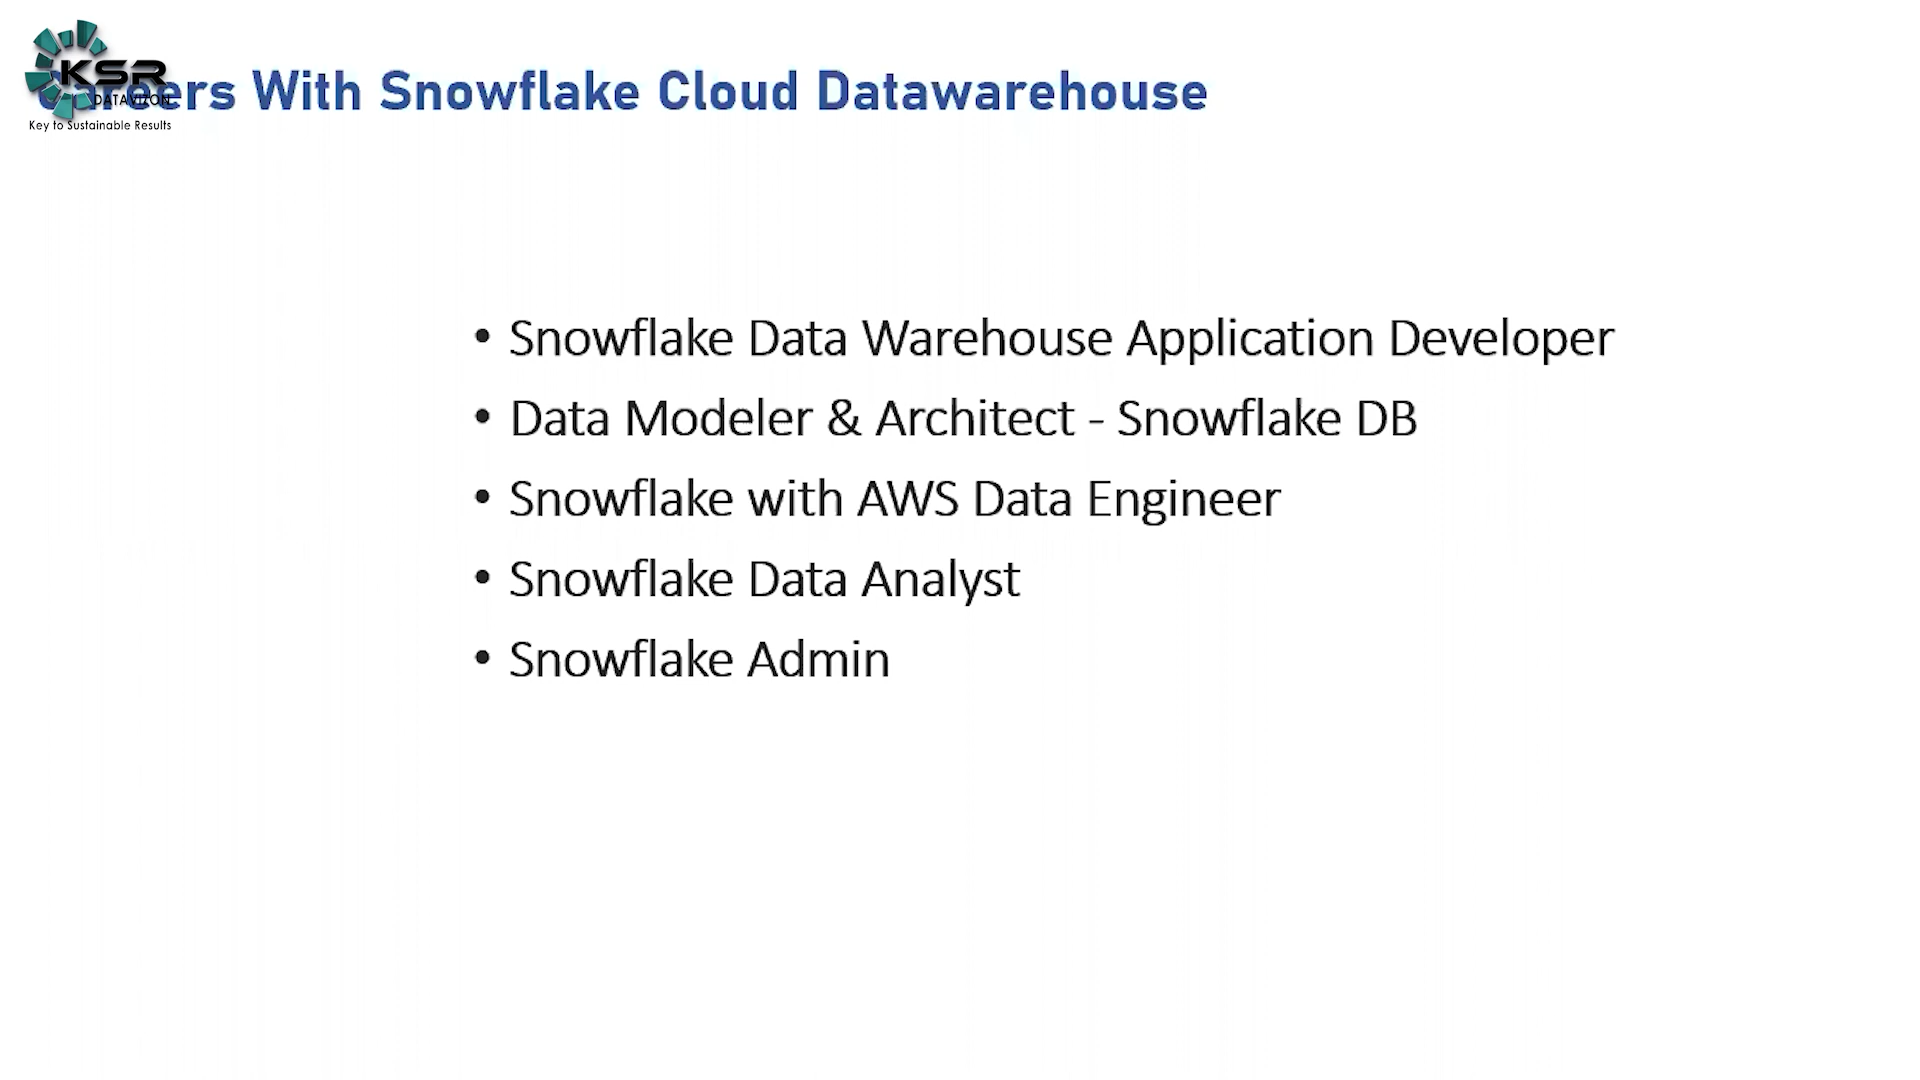 KSR
DATAVIZON
Key to Sustainable Results
Careers With Snowflake Cloud Datawarehouse
• Snowflake Data Warehouse Application Developer
• Data Modeler & Architect - Snowflake DB
• Snowflake with AWS Data Engineer
• Snowflake Data Analyst
• Snowflake Admin